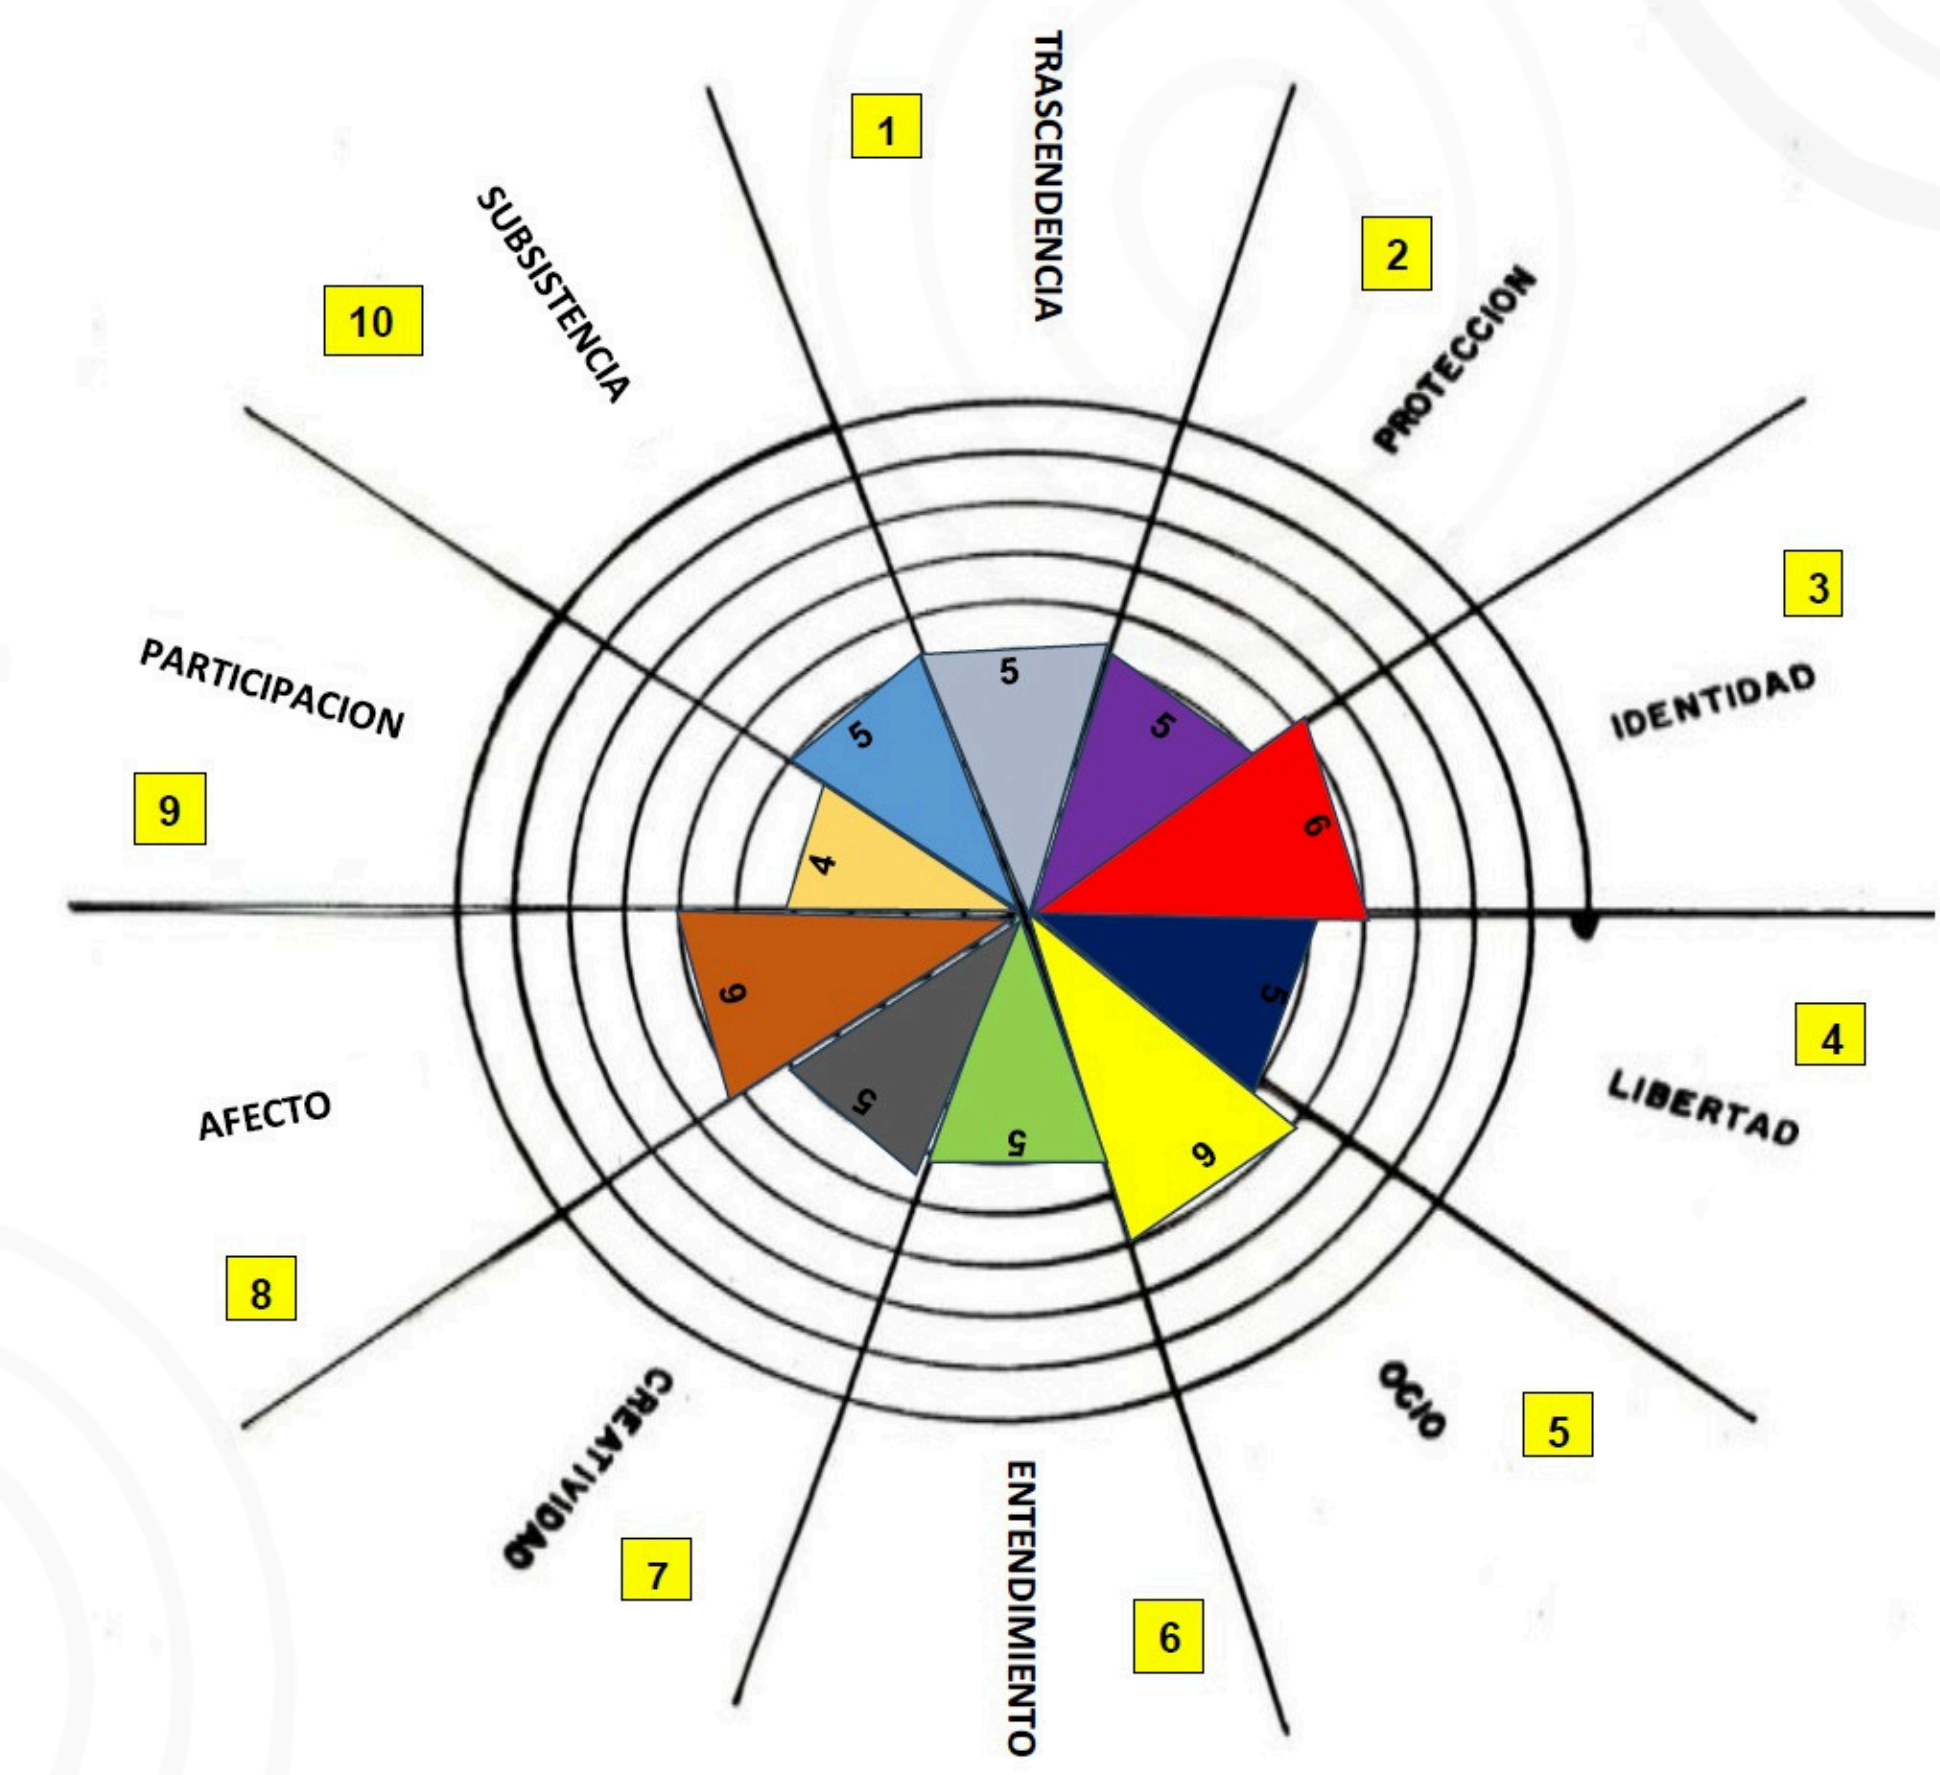 1
TRASCENDENCIA
5
2
PROTECCION
5
3
IDENTIDAD
6
4
LIBERTAD
5
5
OCIO
6
6
ENTENDIMIENTO
5
7
CREATIVIDAD
5
8
AFECTO
6
9
PARTICIPACION
4
10
SUBSISTENCIA
5